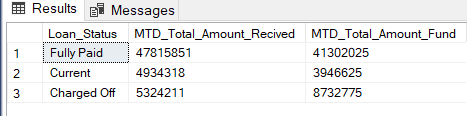 Results Messages
Loan_Status MTD_Total_Amount_Recived MTD_Total_Amount_Fund
1 Fully Paid 47815851 41302025
2 Current 4934318 3946625
3 Charged Off 5324211 8732775